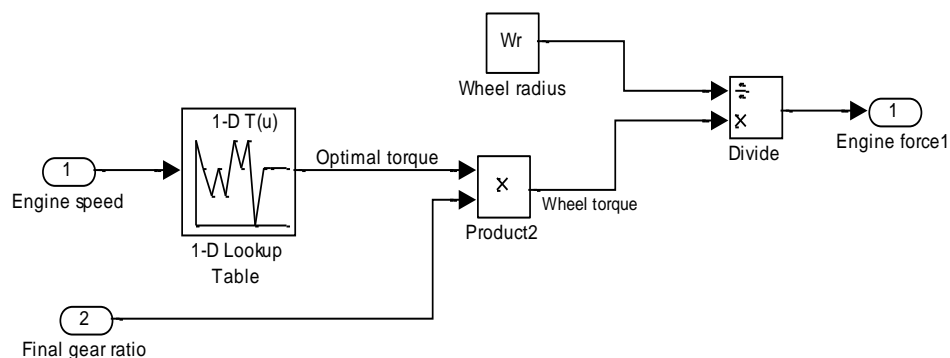 Wr
Wheel radius
÷
x
Divide
1
Engine force1
1-D T(u)
1
Engine speed
Optimal torque
x
Product2
Wheel torque
1-D Lookup
Table
2
Final gear ratio